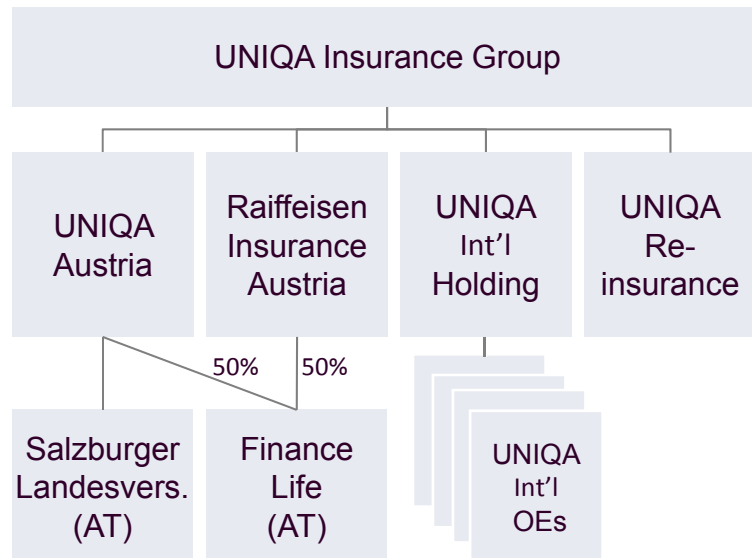 UNIQA Insurance Group
UNIQA
Austria
Raiffeisen
Insurance
Austria
UNIQA
Int’l
Holding
UNIQA
Re-
insurance
50%
50%
Salzburger
Landesvers.
(AT)
Finance
Life
(AT)
UNIQA
Int’l
OEs